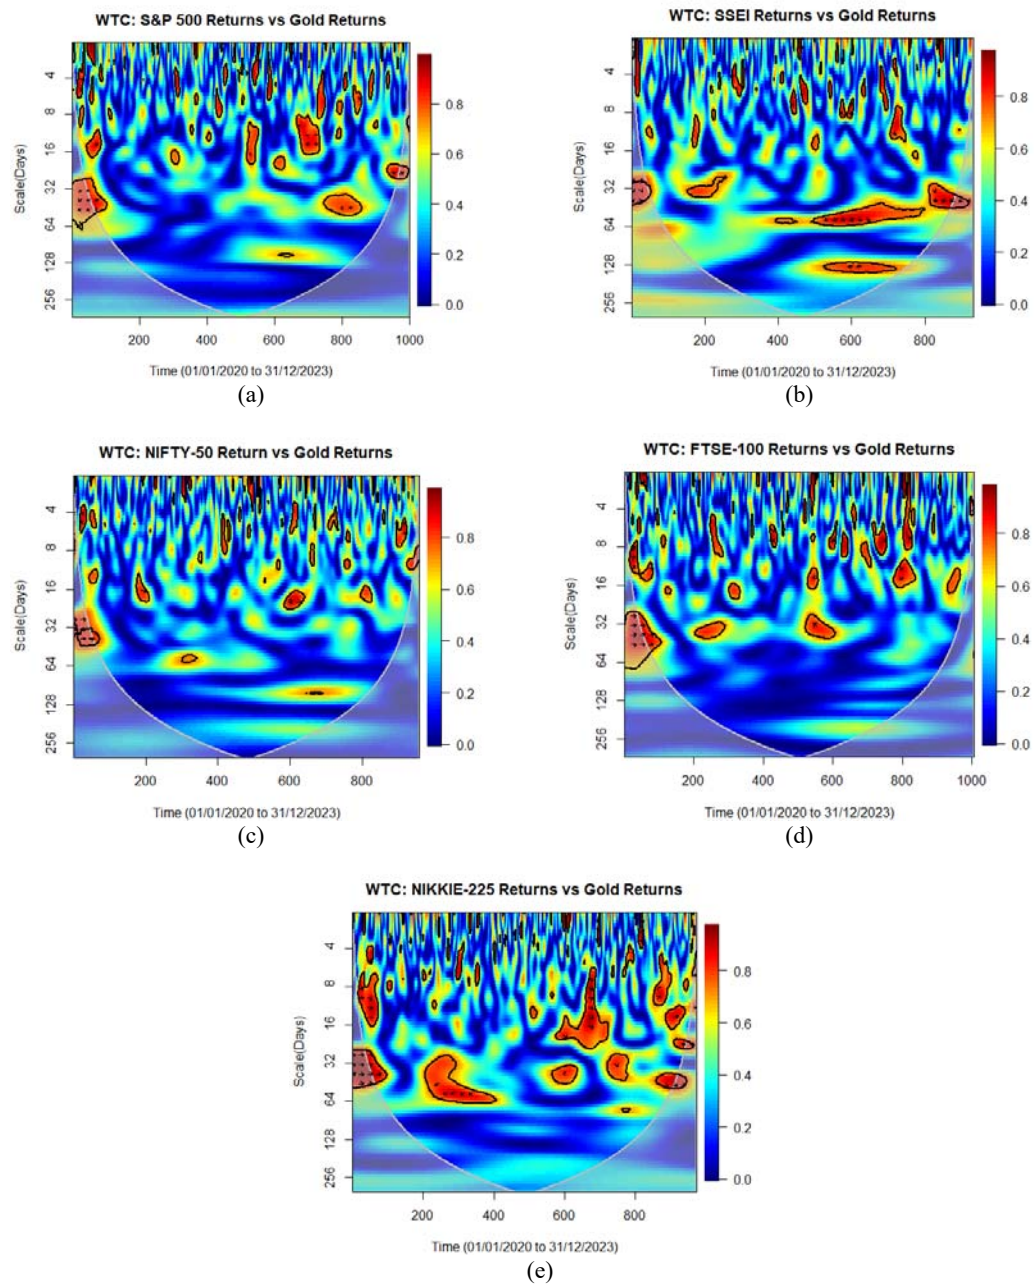 WTC: S&P 500 Returns vs Gold Returns
Scale(Days)
4
8
16
32
64
128
256
0.8
0.6
0.4
0.2
0.0
200 400 600 800 1000
Time (01/01/2020 to 31/12/2023)
(a)
WTC: SSEI Returns vs Gold Returns
Scale(Days)
4
8
16
32
64
128
256
0.8
0.6
0.4
0.2
0.0
200 400 600 800
Time (01/01/2020 to 31/12/2023)
(b)
WTC: NIFTY-50 Return vs Gold Returns
Scale(Days)
4
8
16
32
64
128
256
0.8
0.6
0.4
0.2
0.0
200 400 600 800
Time (01/01/2020 to 31/12/2023)
(c)
WTC: FTSE-100 Returns vs Gold Returns
Scale(Days)
4
8
16
32
64
128
256
0.8
0.6
0.4
0.2
0.0
200 400 600 800 1000
Time (01/01/2020 to 31/12/2023)
(d)
WTC: NIKKIE-225 Returns vs Gold Returns
Scale(Days)
4
8
16
32
64
128
256
0.8
0.6
0.4
0.2
0.0
200 400 600 800
Time (01/01/2020 to 31/12/2023)
(e)